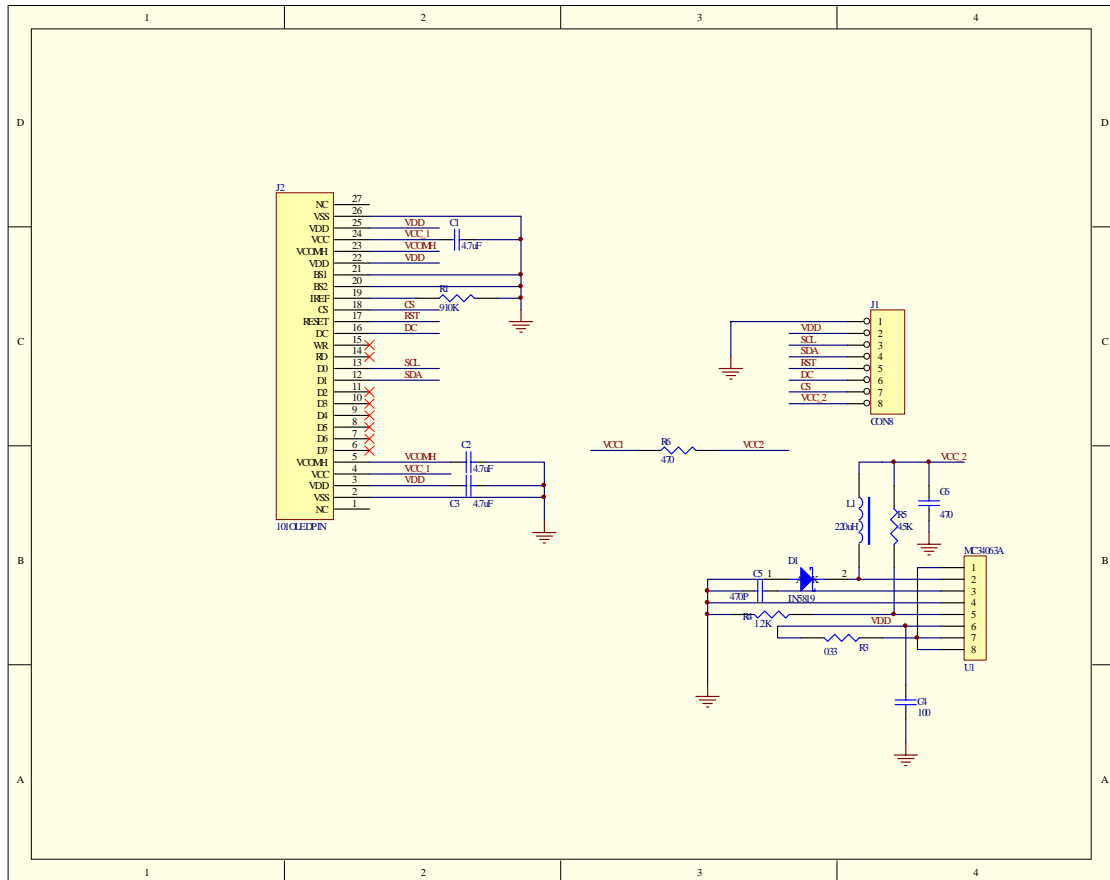 1 2 3 4
D D
J2
NC 27
VSS 26
VDD 25 VDD C1
VCC 24 VCC_1 4.7uF
VCOMH 23 VCOMH
VDD 22 VDD
BS1 21
BS2 20
IREF 19 R1 910K
CS 18 CS
RESET 17 RST
DC 16 DC
WR 15
RD 14
D0 13 SCL
D1 12 SDA
D2 11
D3 10
D4 9
D5 8
D6 7
D7 6
VCOMH 5 VCOMH C2
VCC 4 VCC_1 4.7uF
VDD 3 VDD
VSS 2 C3 4.7uF
NC 1
101OLEDPIN
C C
J1
1
VDD 2
SCL 3
SDA 4
RST 5
DC 6
CS 7
VCC_2 8
CON8
VCC1 R6 VCC2
470
VCC_2
L1 C6
220uH R5 470
45K
B B
MC34063A
D1
C5 1 A K 2
470P IN5819
R4
12K
VDD
033 R3
1
2
3
4
5
6
7
8
U1
C4
100
A A
1 2 3 4